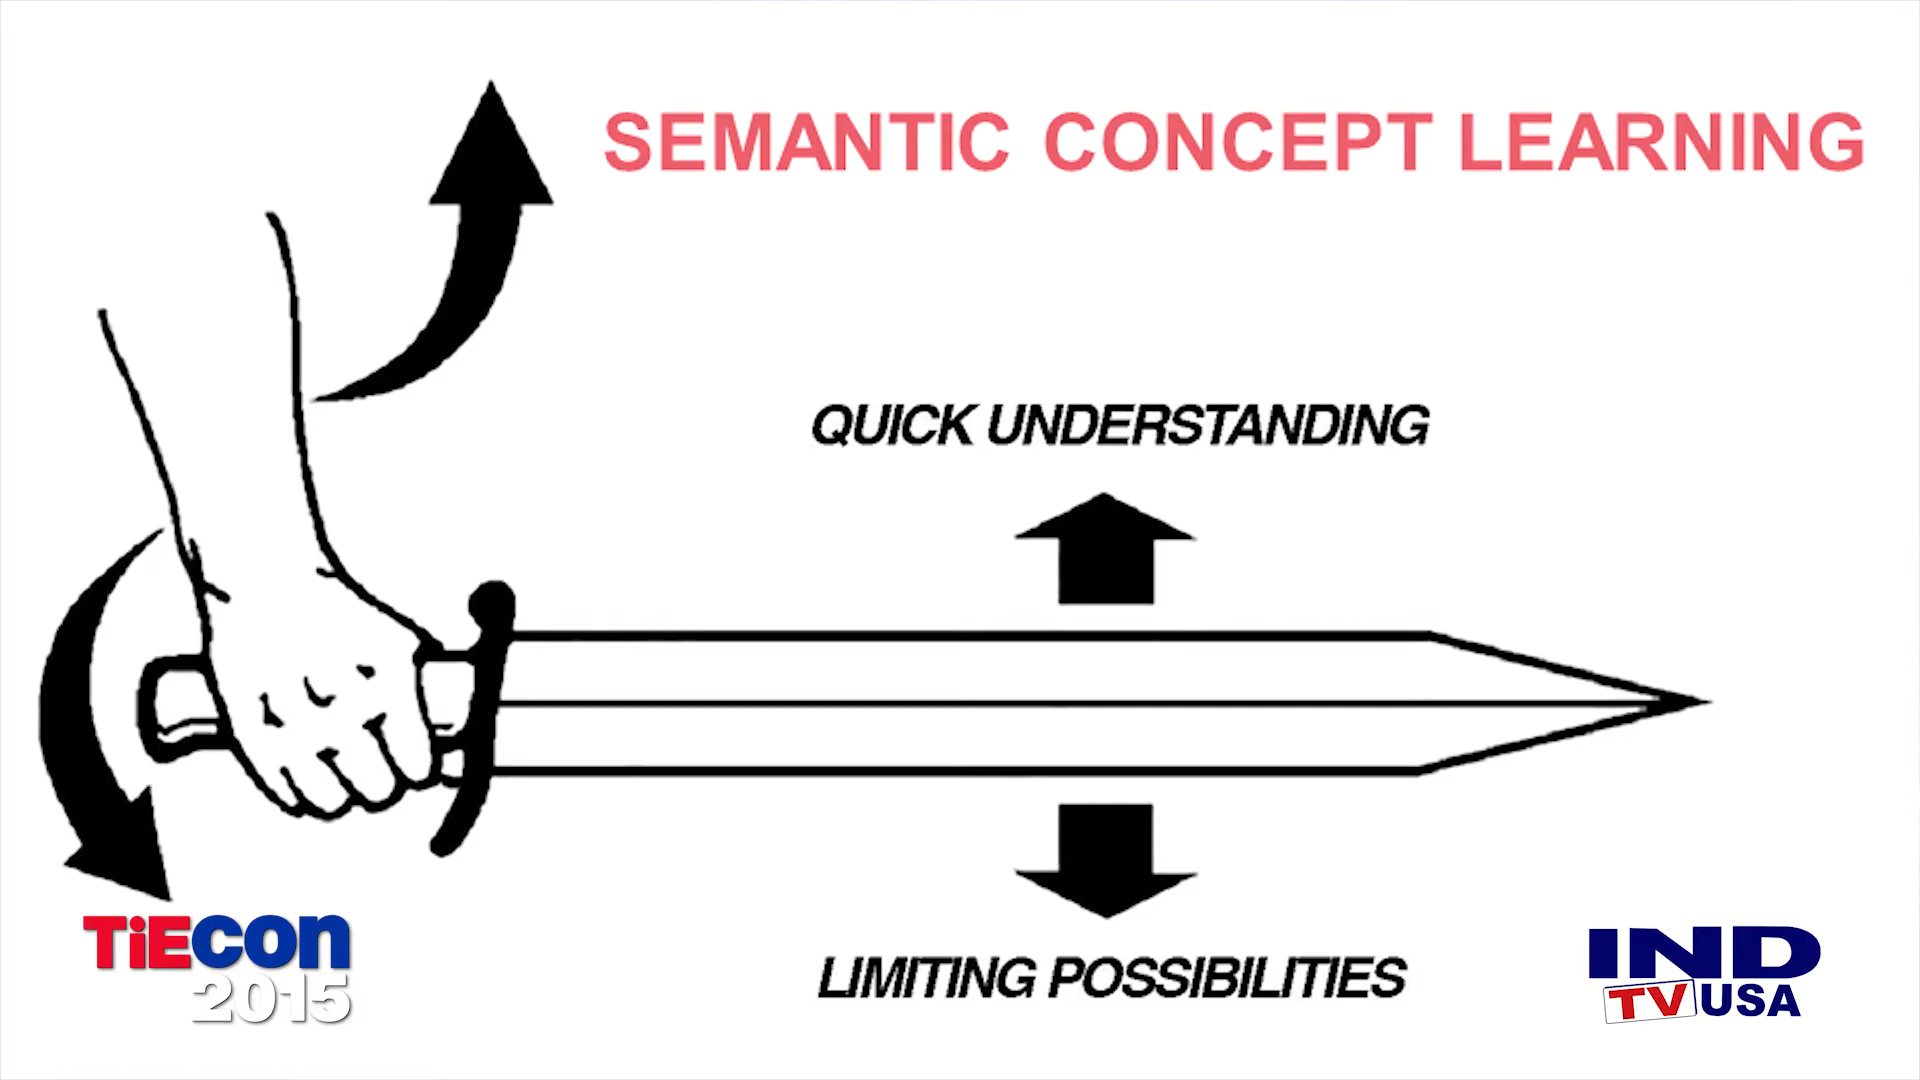 SEMANTIC CONCEPT LEARNING
QUICK UNDERSTANDING
LIMITING POSSIBILITIES
TiECON
2015
IND
TV USA